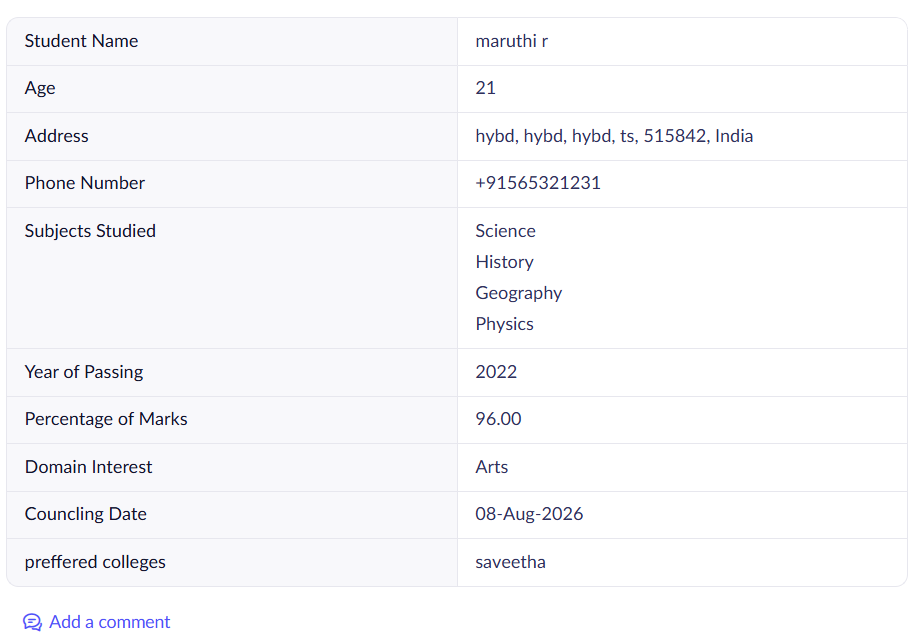 Student Name maruthi r
Age 21
Address hybd, hybd, hybd, ts, 515842, India
Phone Number +91565321231
Subjects Studied Science
History
Geography
Physics
Year of Passing 2022
Percentage of Marks 96.00
Domain Interest Arts
Councling Date 08-Aug-2026
preffered colleges saveetha
Add a comment